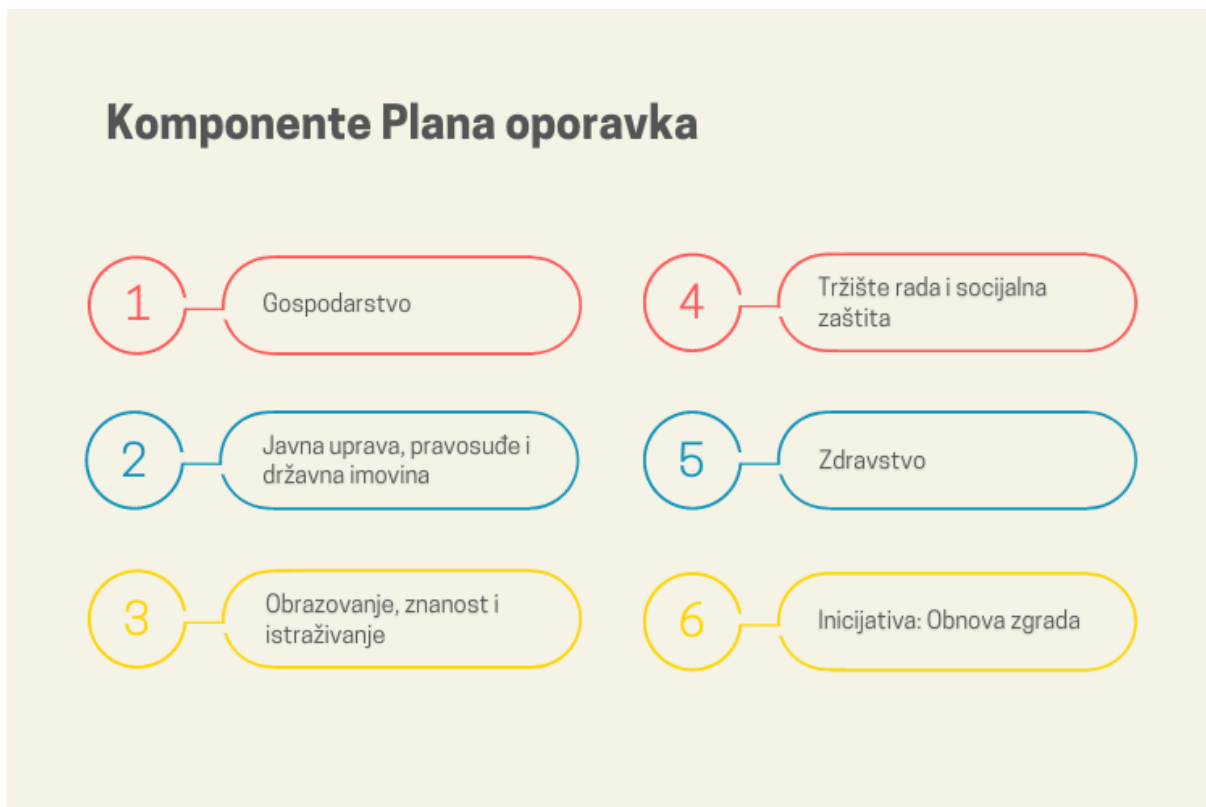 Komponente Plana oporavka
1
Gospodarstvo
2
Javna uprava, pravosuđe i
državna imovina
3
Obrazovanje, znanost i
istraživanje
4
Tržište rada i socijalna
zaštita
5
Zdravstvo
6
Inicijativa: Obnova zgrada